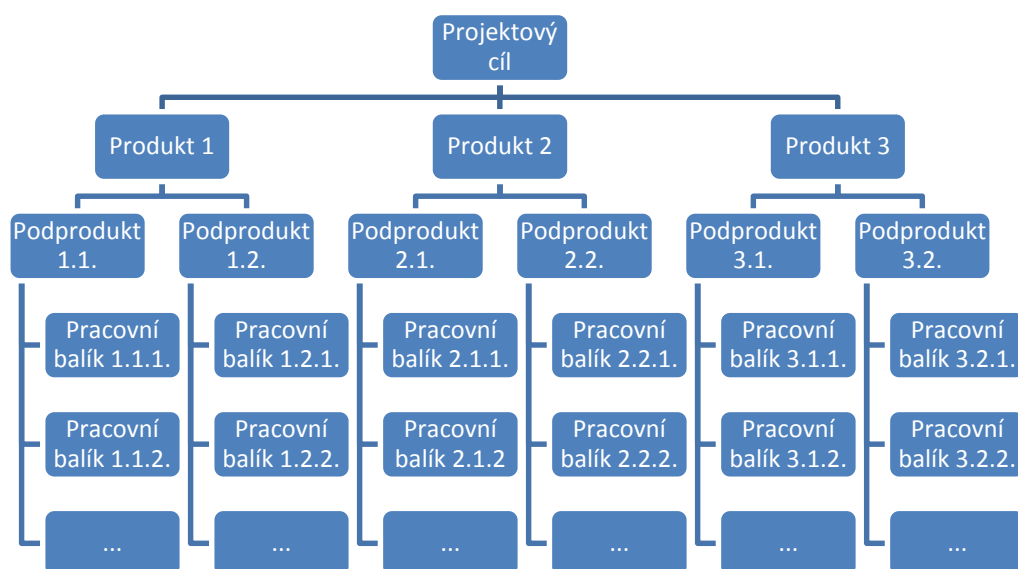 Projektový
cíl
Produkt 1
Produkt 2
Produkt 3
Podprodukt
1.1.
Podprodukt
1.2.
Podprodukt
2.1.
Podprodukt
2.2.
Podprodukt
3.1.
Podprodukt
3.2.
Pracovní
balík 1.1.1.
Pracovní
balík 1.2.1.
Pracovní
balík 2.1.1.
Pracovní
balík 2.2.1.
Pracovní
balík 3.1.1.
Pracovní
balík 3.2.1.
Pracovní
balík 1.1.2.
Pracovní
balík 1.2.2.
Pracovní
balík 2.1.2
Pracovní
balík 2.2.2.
Pracovní
balík 3.1.2.
Pracovní
balík 3.2.2.
...
...
...
...
...
...